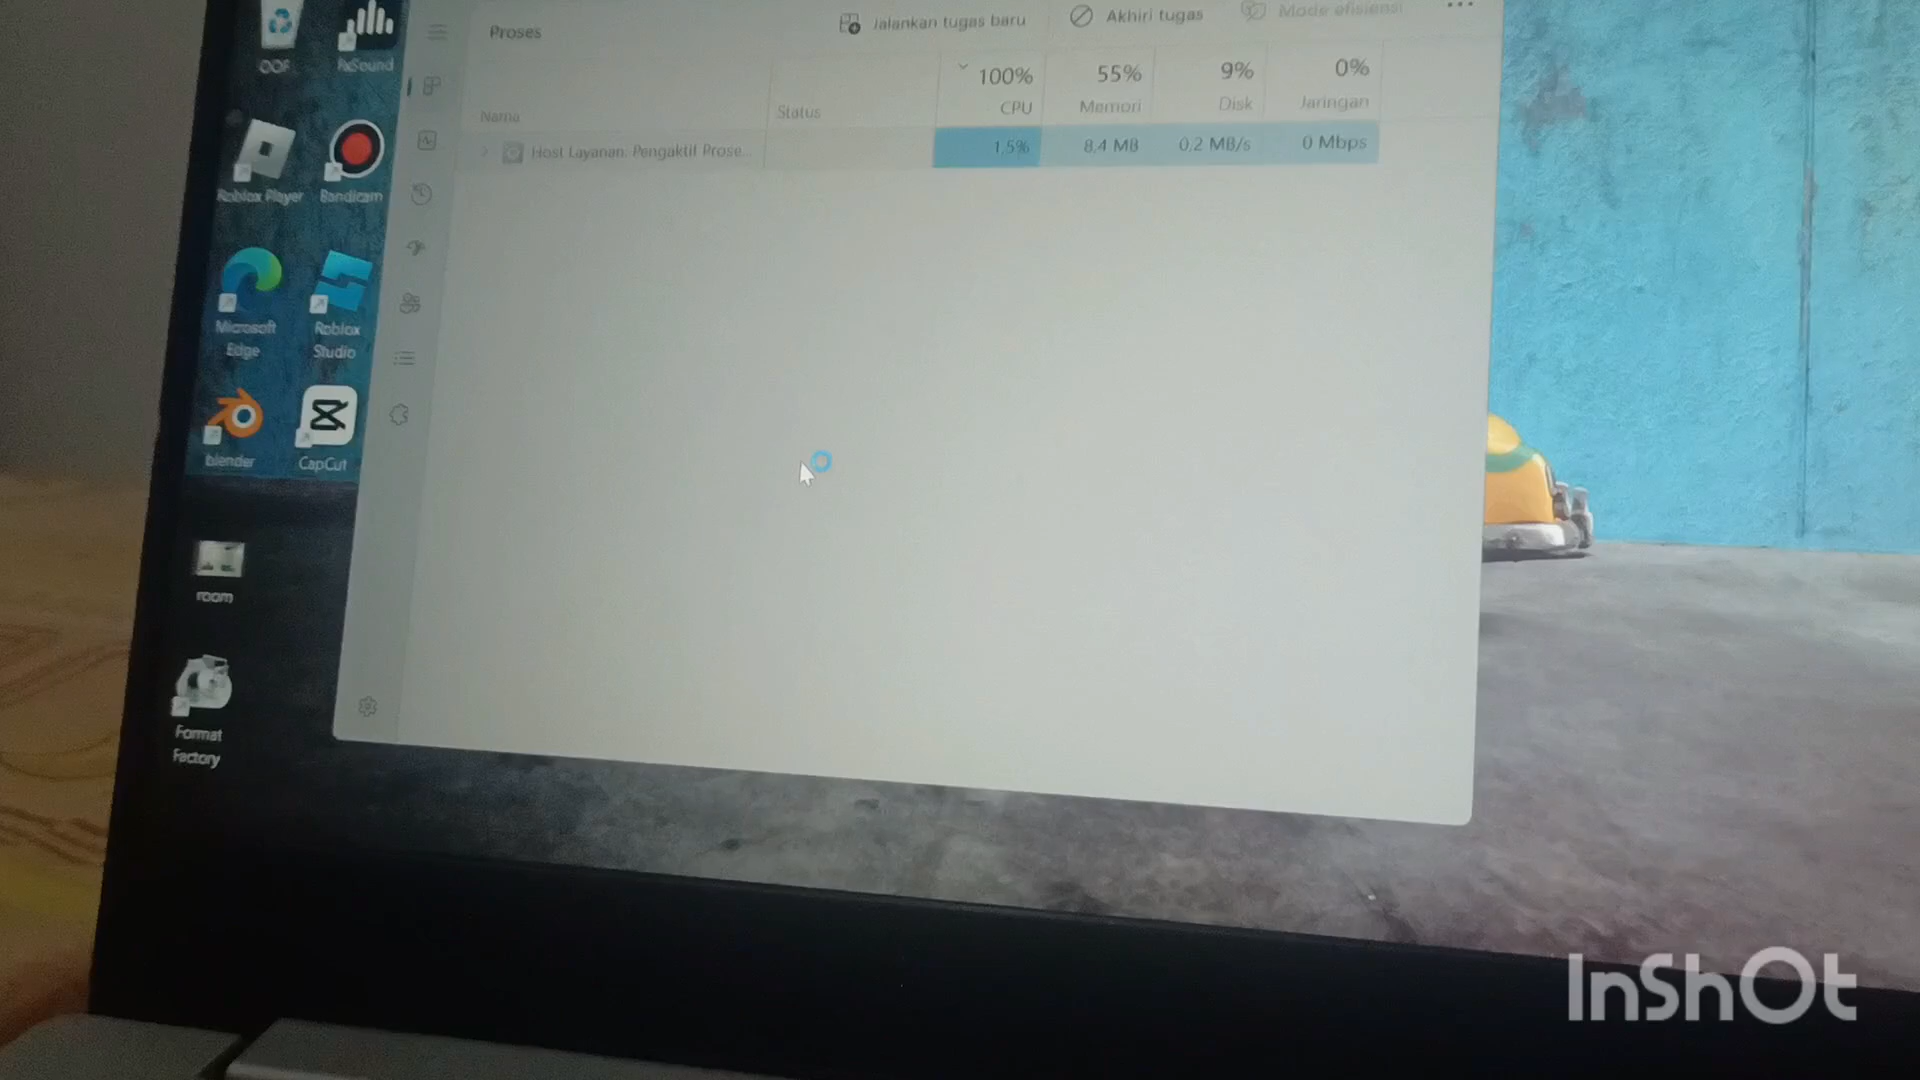 OOF
FxSound
Proses
Jalankan tugas baru
Akhiri tugas
Mode efisiensi
Nama
Status
100%
CPU
55%
Memori
9%
Disk
0%
Jaringan
Host Layanan: Pengaktif Prose..
1,5%
8,4 MB
0,2 MB/s
0 Mbps
Roblox Player
Bandicam
Microsoft
Edge
Roblox
Studio
blender
CapCut
room
Format
Factory
InShOt